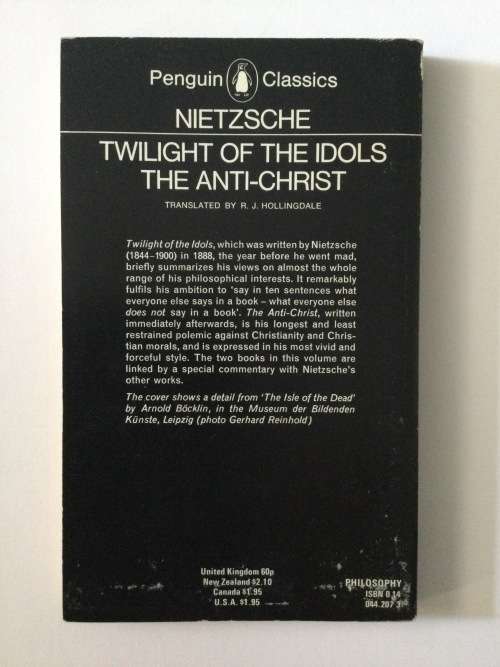 Penguin Classics
NIETZSCHE
TWILIGHT OF THE IDOLS
THE ANTI-CHRIST
TRANSLATED BY R. J. HOLLINGDALE
Twilight of the Idols, which was written by Nietzsche
(1844–1900) in 1888, the year before he went mad,
briefly summarizes his views on almost the whole
range of his philosophical interests. It remarkably
fulfils his ambition to 'say in ten sentences what
everyone else says in a book – what everyone else
does not say in a book'. The Anti-Christ, written
immediately afterwards, is his longest and least
restrained polemic against Christianity and Chris-
tian morals, and is expressed in his most vivid and
forceful style. The two books in this volume are
linked by a special commentary with Nietzsche's
other works.
The cover shows a detail from 'The Isle of the Dead'
by Arnold Böcklin, in the Museum der Bildenden
Künste, Leipzig (photo Gerhard Reinhold)
United Kingdom 60p
New Zealand $2.10
Canada $1.95
U.S.A. $1.95
PHILOSOPHY
ISBN 0 14
044.207 3